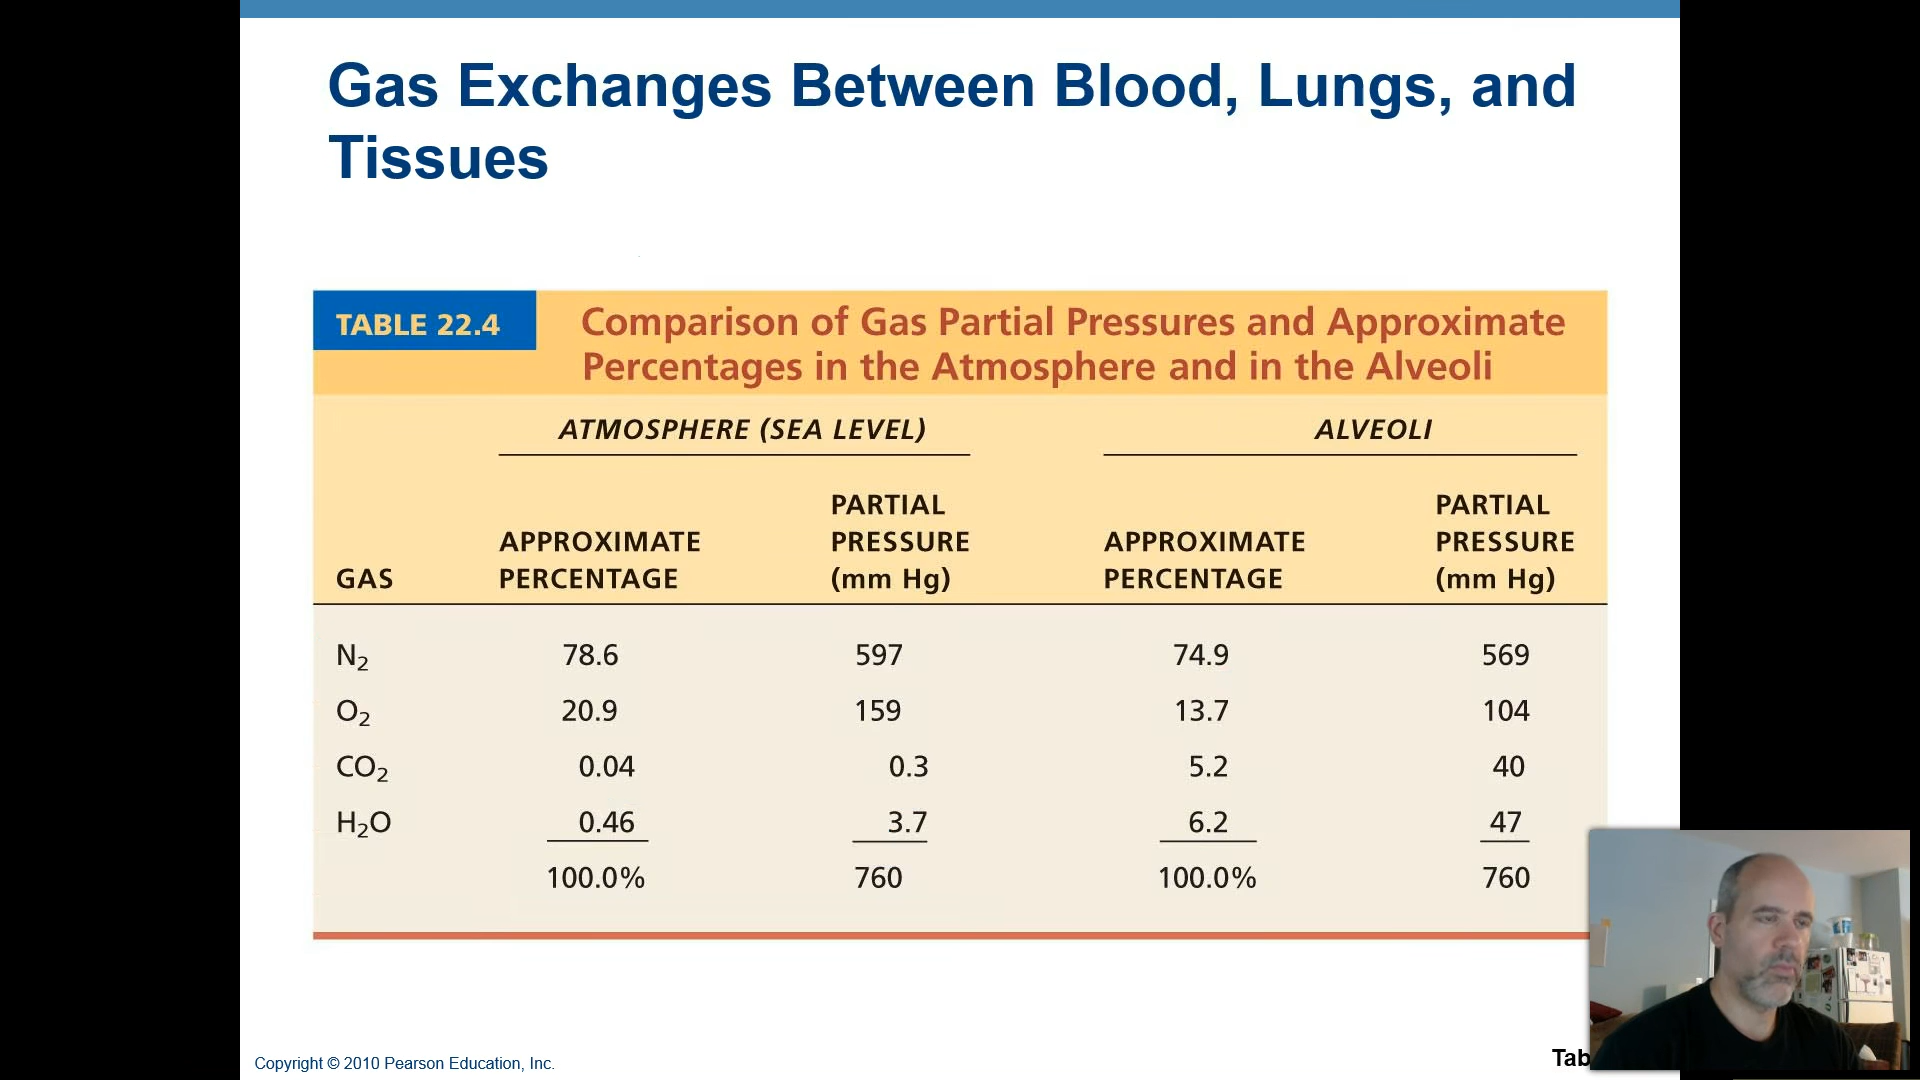 Gas Exchanges Between Blood, Lungs, and
Tissues
TABLE 22.4
Comparison of Gas Partial Pressures and Approximate
Percentages in the Atmosphere and in the Alveoli
ATMOSPHERE (SEA LEVEL) ALVEOLI
PARTIAL PARTIAL
APPROXIMATE PRESSURE APPROXIMATE PRESSURE
GAS PERCENTAGE (mm Hg) PERCENTAGE (mm Hg)
N₂ 78.6 597 74.9 569
O₂ 20.9 159 13.7 104
CO₂ 0.04 0.3 5.2 40
H₂O 0.46 3.7 6.2 47
100.0% 760 100.0% 760
Copyright © 2010 Pearson Education, Inc.